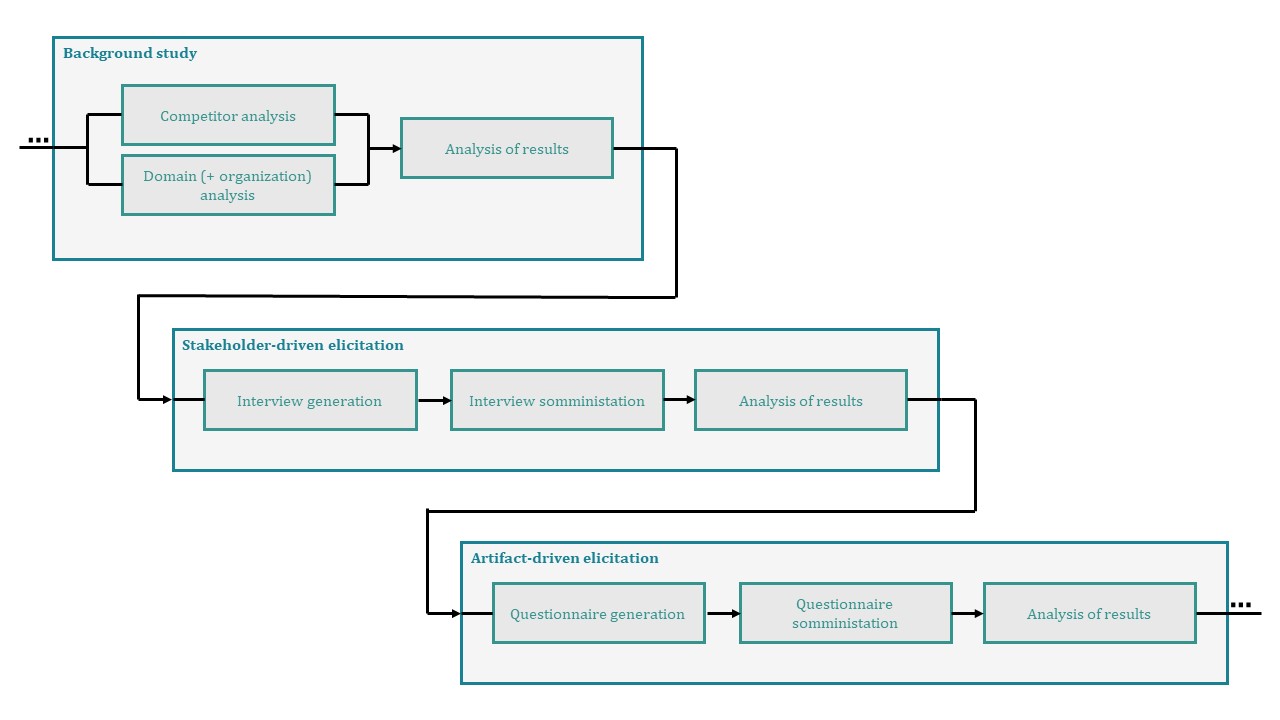 Background study
...
Competitor analysis
Domain (+ organization)
analysis
Analysis of results
Stakeholder-driven elicitation
Interview generation
Interview somministation
Analysis of results
Artifact-driven elicitation
Questionnaire generation
Questionnaire
somministation
Analysis of results
...